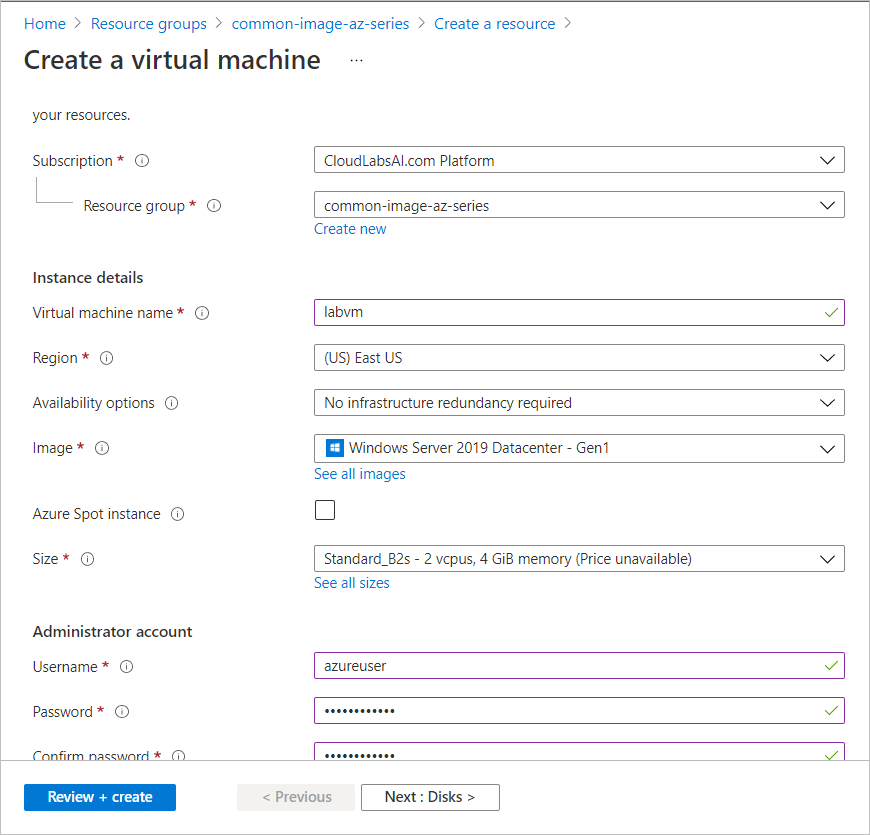 Home > Resource groups > common-image-az-series > Create a resource >
Create a virtual machine ...
your resources.
Subscription *
CloudLabsAI.com Platform
Resource group *
common-image-az-series
Create new
Instance details
Virtual machine name *
labvm
Region *
(US) East US
Availability options
No infrastructure redundancy required
Image *
Windows Server 2019 Datacenter - Gen1
See all images
Azure Spot instance
Size *
Standard_B2s - 2 vcpus, 4 GiB memory (Price unavailable)
See all sizes
Administrator account
Username *
azureuser
Password *
••••••••••••
Confirm password *
••••••••••••
Review + create
< Previous
Next : Disks >